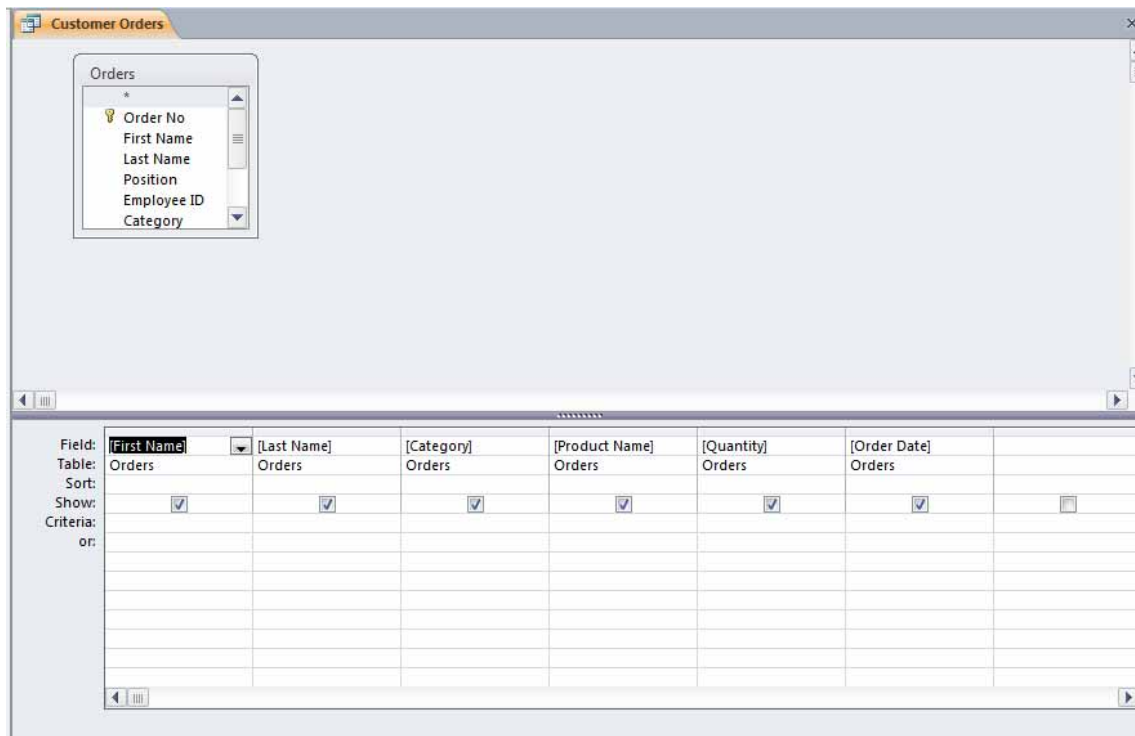 Customer Orders
Orders
*
Order No
First Name
Last Name
Position
Employee ID
Category
Field: [First Name] [Last Name] [Category] [Product Name] [Quantity] [Order Date]
Table: Orders Orders Orders Orders Orders Orders
Sort:
Show:
Criteria:
or: